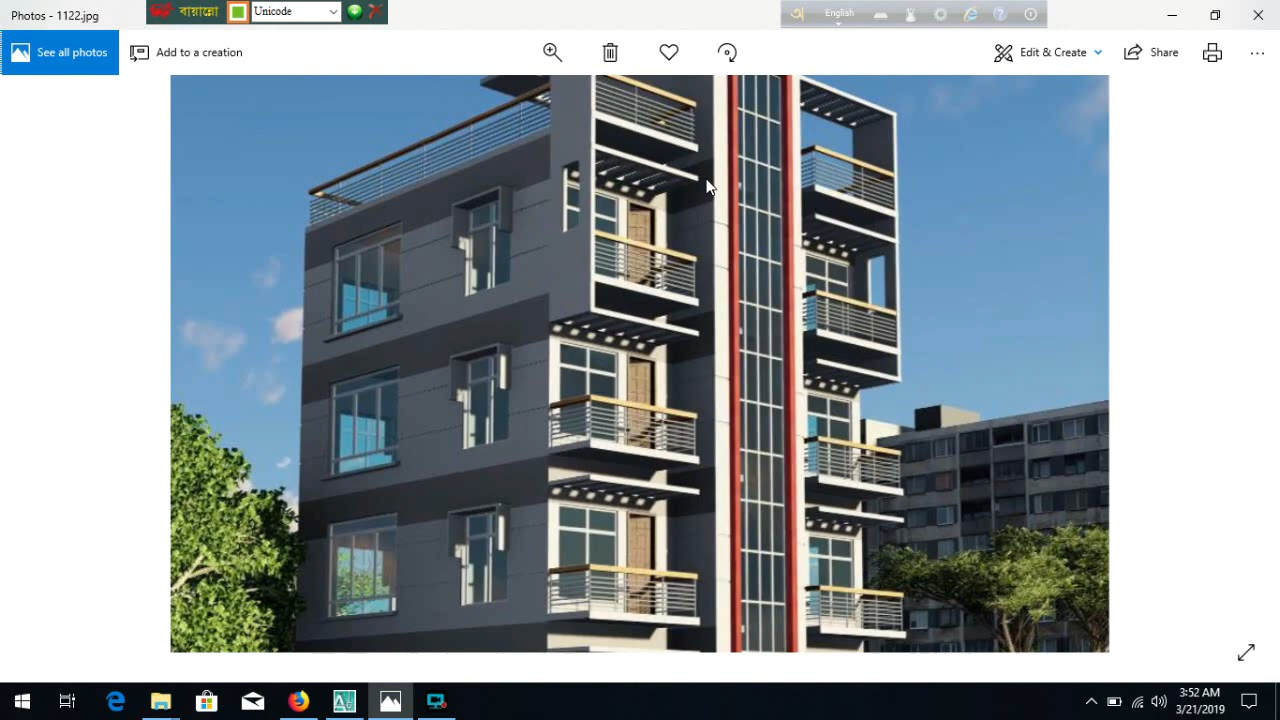 Photos - 1122.jpg
বায়ান্নো
Unicode
অ
English
See all photos
Add to a creation
Edit & Create
Share
3:52 AM
3/21/2019